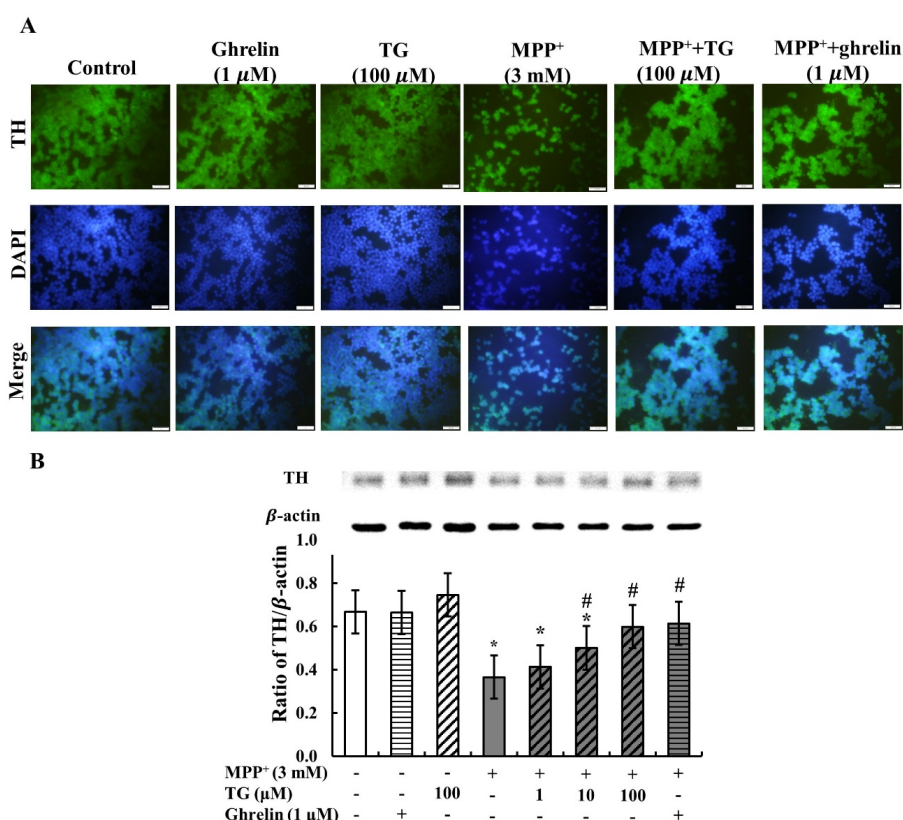 A
Control Ghrelin (1 μM) TG (100 μM) MPP⁺ (3 mM) MPP⁺+TG (100 μM) MPP⁺+ghrelin (1 μM)
TH
DAPI
Merge
B
TH
β-actin
1.0
0.8
0.6
0.4
0.2
0.0
Ratio of TH/β-actin
* * # * # #
MPP⁺ (3 mM) - - - + + + + +
TG (μM) - - 100 - 1 10 100 -
Ghrelin (1 μM) - + - - - - - +